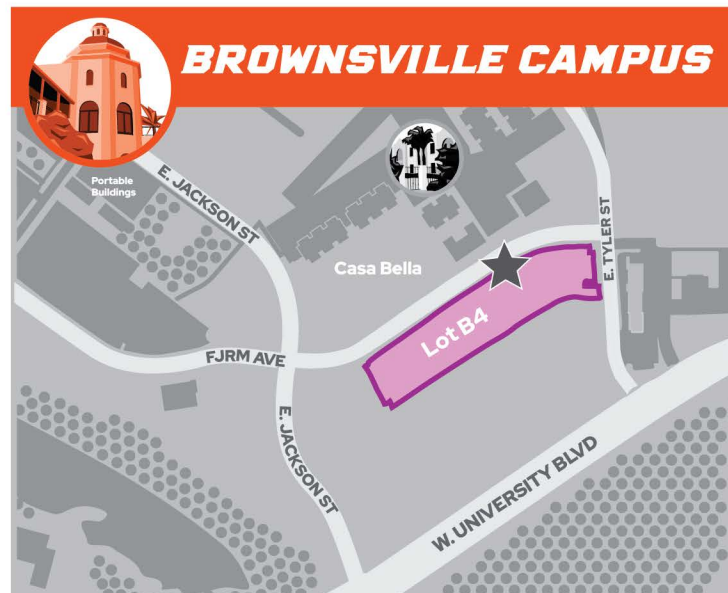 BROWNSVILLE CAMPUS
Portable
Buildings
E. JACKSON ST
E. TYLER ST
Casa Bella
Lot B4
FJRM AVE
E. JACKSON ST
W. UNIVERSITY BLVD